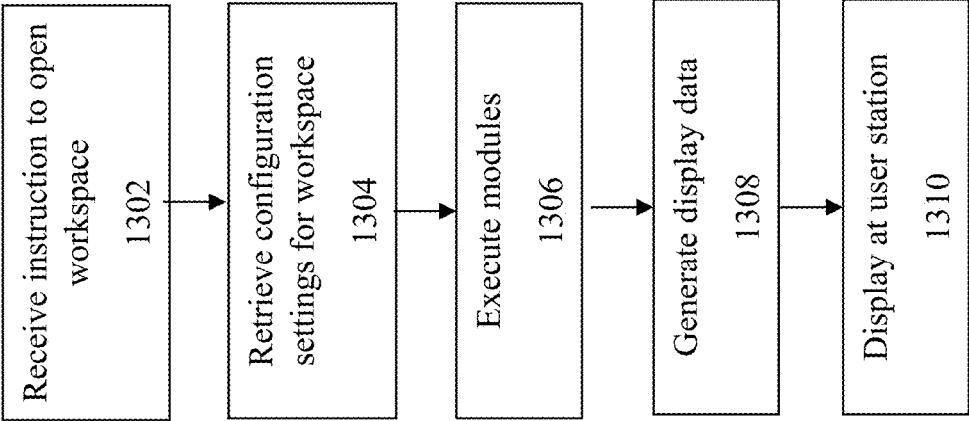 Receive instruction to open
workspace
1302
Retrieve configuration
settings for workspace
1304
Execute modules
1306
Generate display data
1308
Display at user station
1310